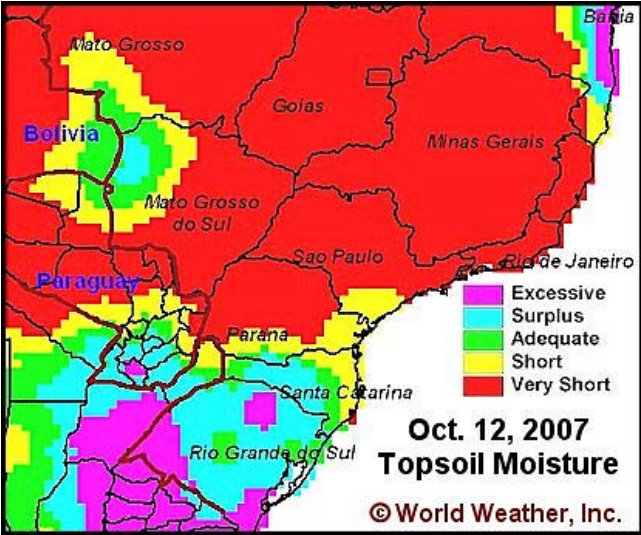 Bahia
Mato Grosso
Goias
Bolivia
Minas Gerais
Mato Grosso
do Sul
Sao Paulo
Rio de Janeiro
Paraguay
Excessive
Surplus
Adequate
Short
Very Short
Parana
Santa Catarina
Oct. 12, 2007
Rio Grande do Sul
Topsoil Moisture
© World Weather, Inc.